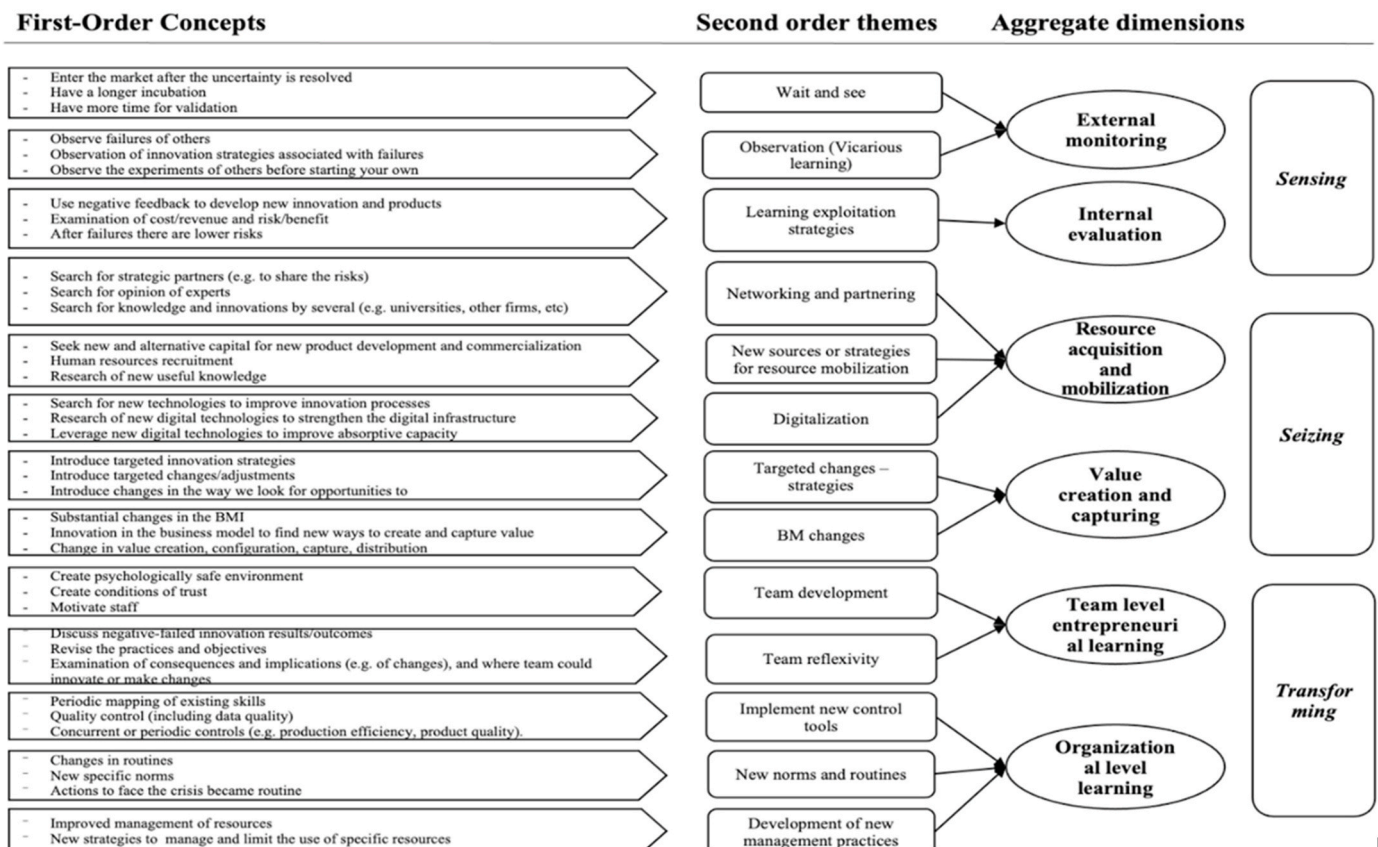 First-Order Concepts
Second order themes
Aggregate dimensions
- Enter the market after the uncertainty is resolved
- Have a longer incubation
- Have more time for validation
Wait and see
External
monitoring
- Observe failures of others
- Observation of innovation strategies associated with failures
- Observe the experiments of others before starting your own
Observation (Vicarious
learning)
Sensing
- Use negative feedback to develop new innovation and products
- Examination of cost/revenue and risk/benefit
- After failures there are lower risks
Learning exploitation
strategies
Internal
evaluation
- Search for strategic partners (e.g. to share the risks)
- Search for opinion of experts
- Search for knowledge and innovations by several (e.g. universities, other firms, etc)
Networking and partnering
- Seek new and alternative capital for new product development and commercialization
- Human resources recruitment
- Research of new useful knowledge
New sources or strategies
for resource mobilization
Resource
acquisition
and
mobilization
- Search for new technologies to improve innovation processes
- Research of new digital technologies to strengthen the digital infrastructure
- Leverage new digital technologies to improve absorptive capacity
Digitalization
Seizing
- Introduce targeted innovation strategies
- Introduce targeted changes/adjustments
- Introduce changes in the way we look for opportunities to
Targeted changes –
strategies
Value
creation and
capturing
- Substantial changes in the BMI
- Innovation in the business model to find new ways to create and capture value
- Change in value creation, configuration, capture, distribution
BM changes
- Create psychologically safe environment
- Create conditions of trust
- Motivate staff
Team development
Team level
entrepreneuri
al learning
- Discuss negative-failed innovation results/outcomes
- Revise the practices and objectives
- Examination of consequences and implications (e.g. of changes), and where team could
innovate or make changes
Team reflexivity
- Periodic mapping of existing skills
- Quality control (including data quality)
- Concurrent or periodic controls (e.g. production efficiency, product quality).
Implement new control
tools
Transfor
ming
- Changes in routines
- New specific norms
- Actions to face the crisis became routine
New norms and routines
Organization
al level
learning
- Improved management of resources
- New strategies to manage and limit the use of specific resources
Development of new
management practices